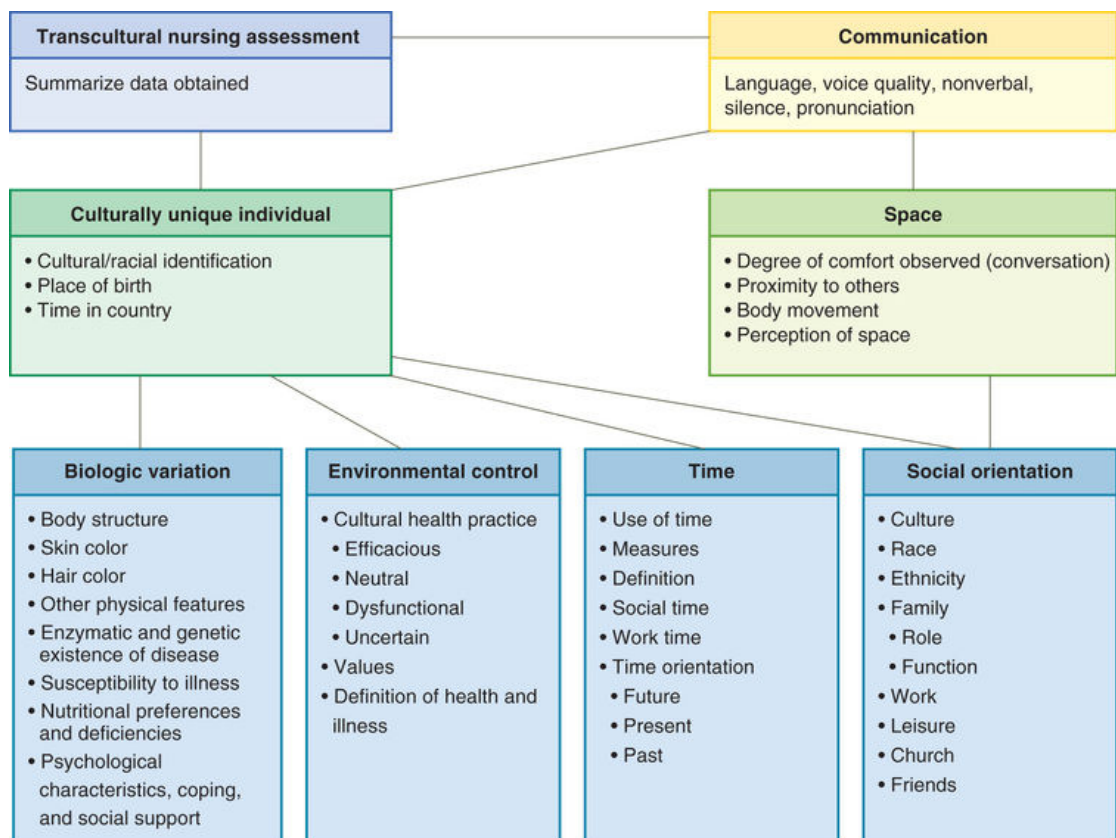 Transcultural nursing assessment
Summarize data obtained
Communication
Language, voice quality, nonverbal,
silence, pronunciation
Culturally unique individual
• Cultural/racial identification
• Place of birth
• Time in country
Space
• Degree of comfort observed (conversation)
• Proximity to others
• Body movement
• Perception of space
Biologic variation
• Body structure
• Skin color
• Hair color
• Other physical features
• Enzymatic and genetic
existence of disease
• Susceptibility to illness
• Nutritional preferences
and deficiencies
• Psychological
characteristics, coping,
and social support
Environmental control
• Cultural health practice
• Efficacious
• Neutral
• Dysfunctional
• Uncertain
• Values
• Definition of health and
illness
Time
• Use of time
• Measures
• Definition
• Social time
• Work time
• Time orientation
• Future
• Present
• Past
Social orientation
• Culture
• Race
• Ethnicity
• Family
• Role
• Function
• Work
• Leisure
• Church
• Friends